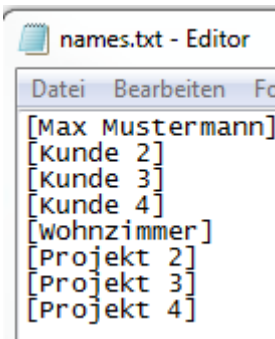 names.txt - Editor
Datei Bearbeiten
[Max Mustermann]
[Kunde 2]
[Kunde 3]
[Kunde 4]
[Wohnzimmer]
[Projekt 2]
[Projekt 3]
[Projekt 4]